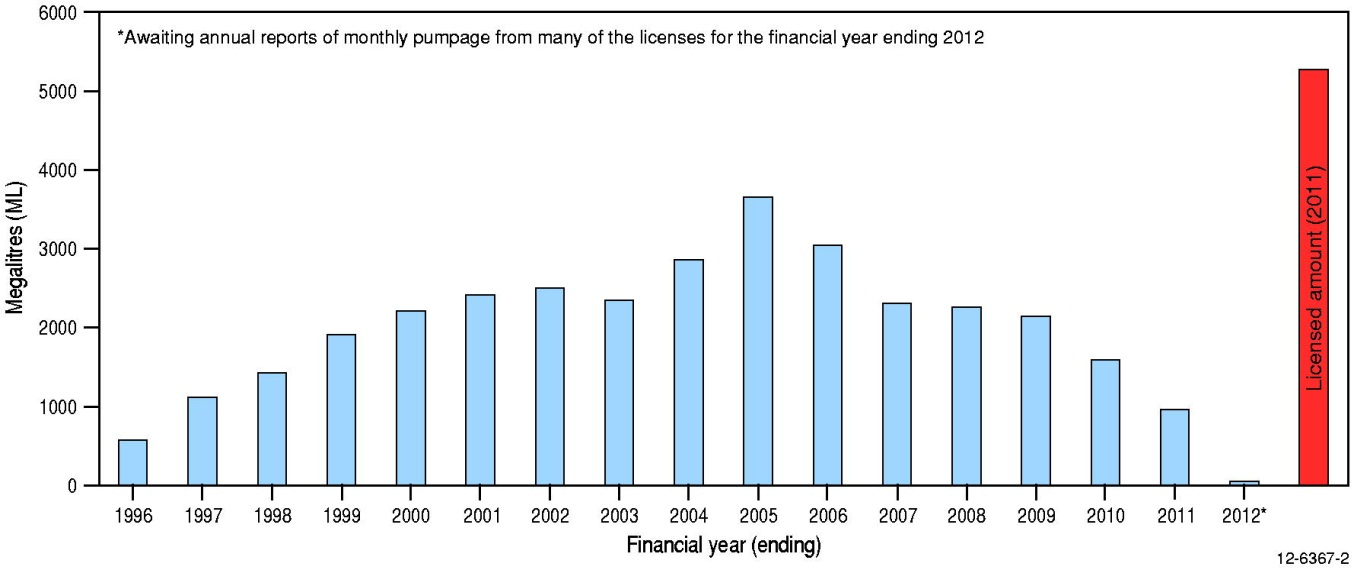 6000
*Awaiting annual reports of monthly pumpage from many of the licenses for the financial year ending 2012
5000
4000
3000
2000
1000
0
Megalitres (ML)
Licensed amount (2011)
1996 1997 1998 1999 2000 2001 2002 2003 2004 2005 2006 2007 2008 2009 2010 2011 2012*
Financial year (ending)
12-6367-2